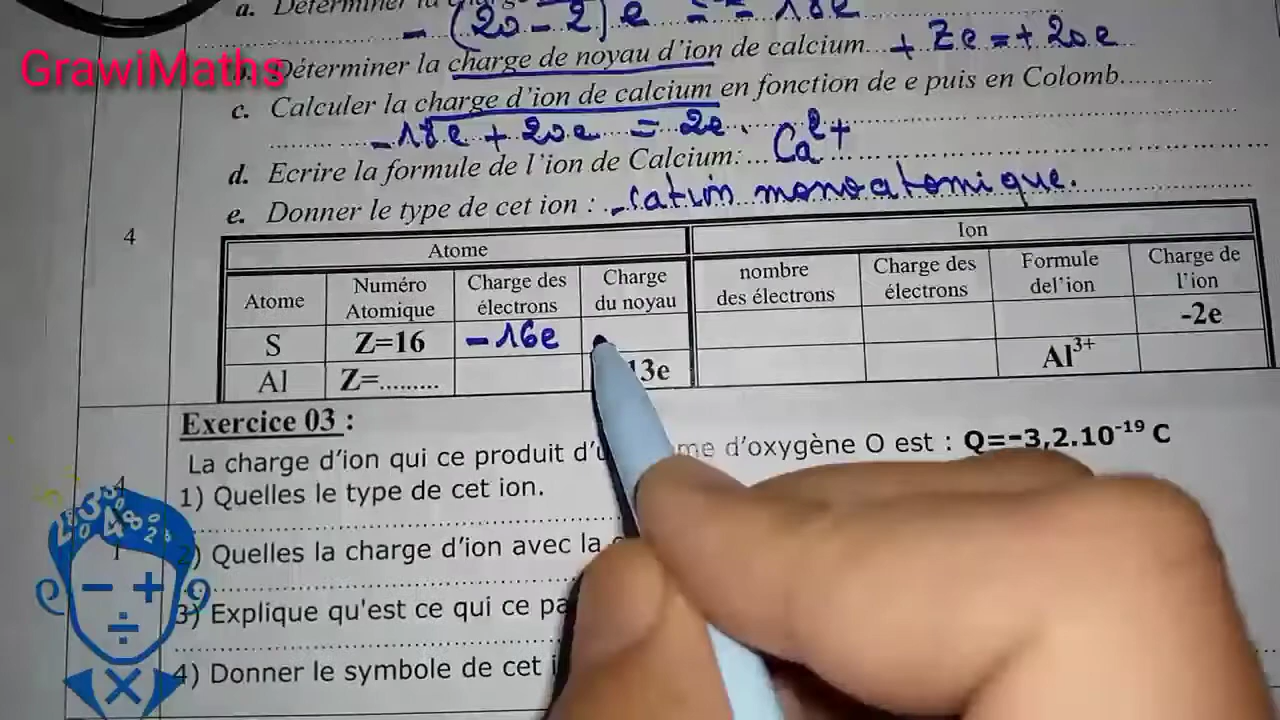 a. Déterminer la
- (20 - 2) e = - 18e
GrawiMaths
b. Déterminer la charge de noyau d'ion de calcium...+ Ze = + 20e
c. Calculer la charge d'ion de calcium en fonction de e puis en Colomb............
-18e + 20e = 2e.
d. Ecrire la formule de l'ion de Calcium:...Ca2+
e. Donner le type de cet ion : cation monoatomique.
4
Atome Ion
Atome Numéro Atomique Charge des électrons Charge du noyau nombre des électrons Charge des électrons Formule del'ion Charge de l'ion
S Z=16 -16e -2e
Al Z=......... 13e Al3+
Exercice 03 :
La charge d'ion qui ce produit d'u me d'oxygène O est : Q=-3,2.10-19 C
1) Quelles le type de cet ion.
2) Quelles la charge d'ion avec la
3) Explique qu'est ce qui ce pa
4) Donner le symbole de cet i